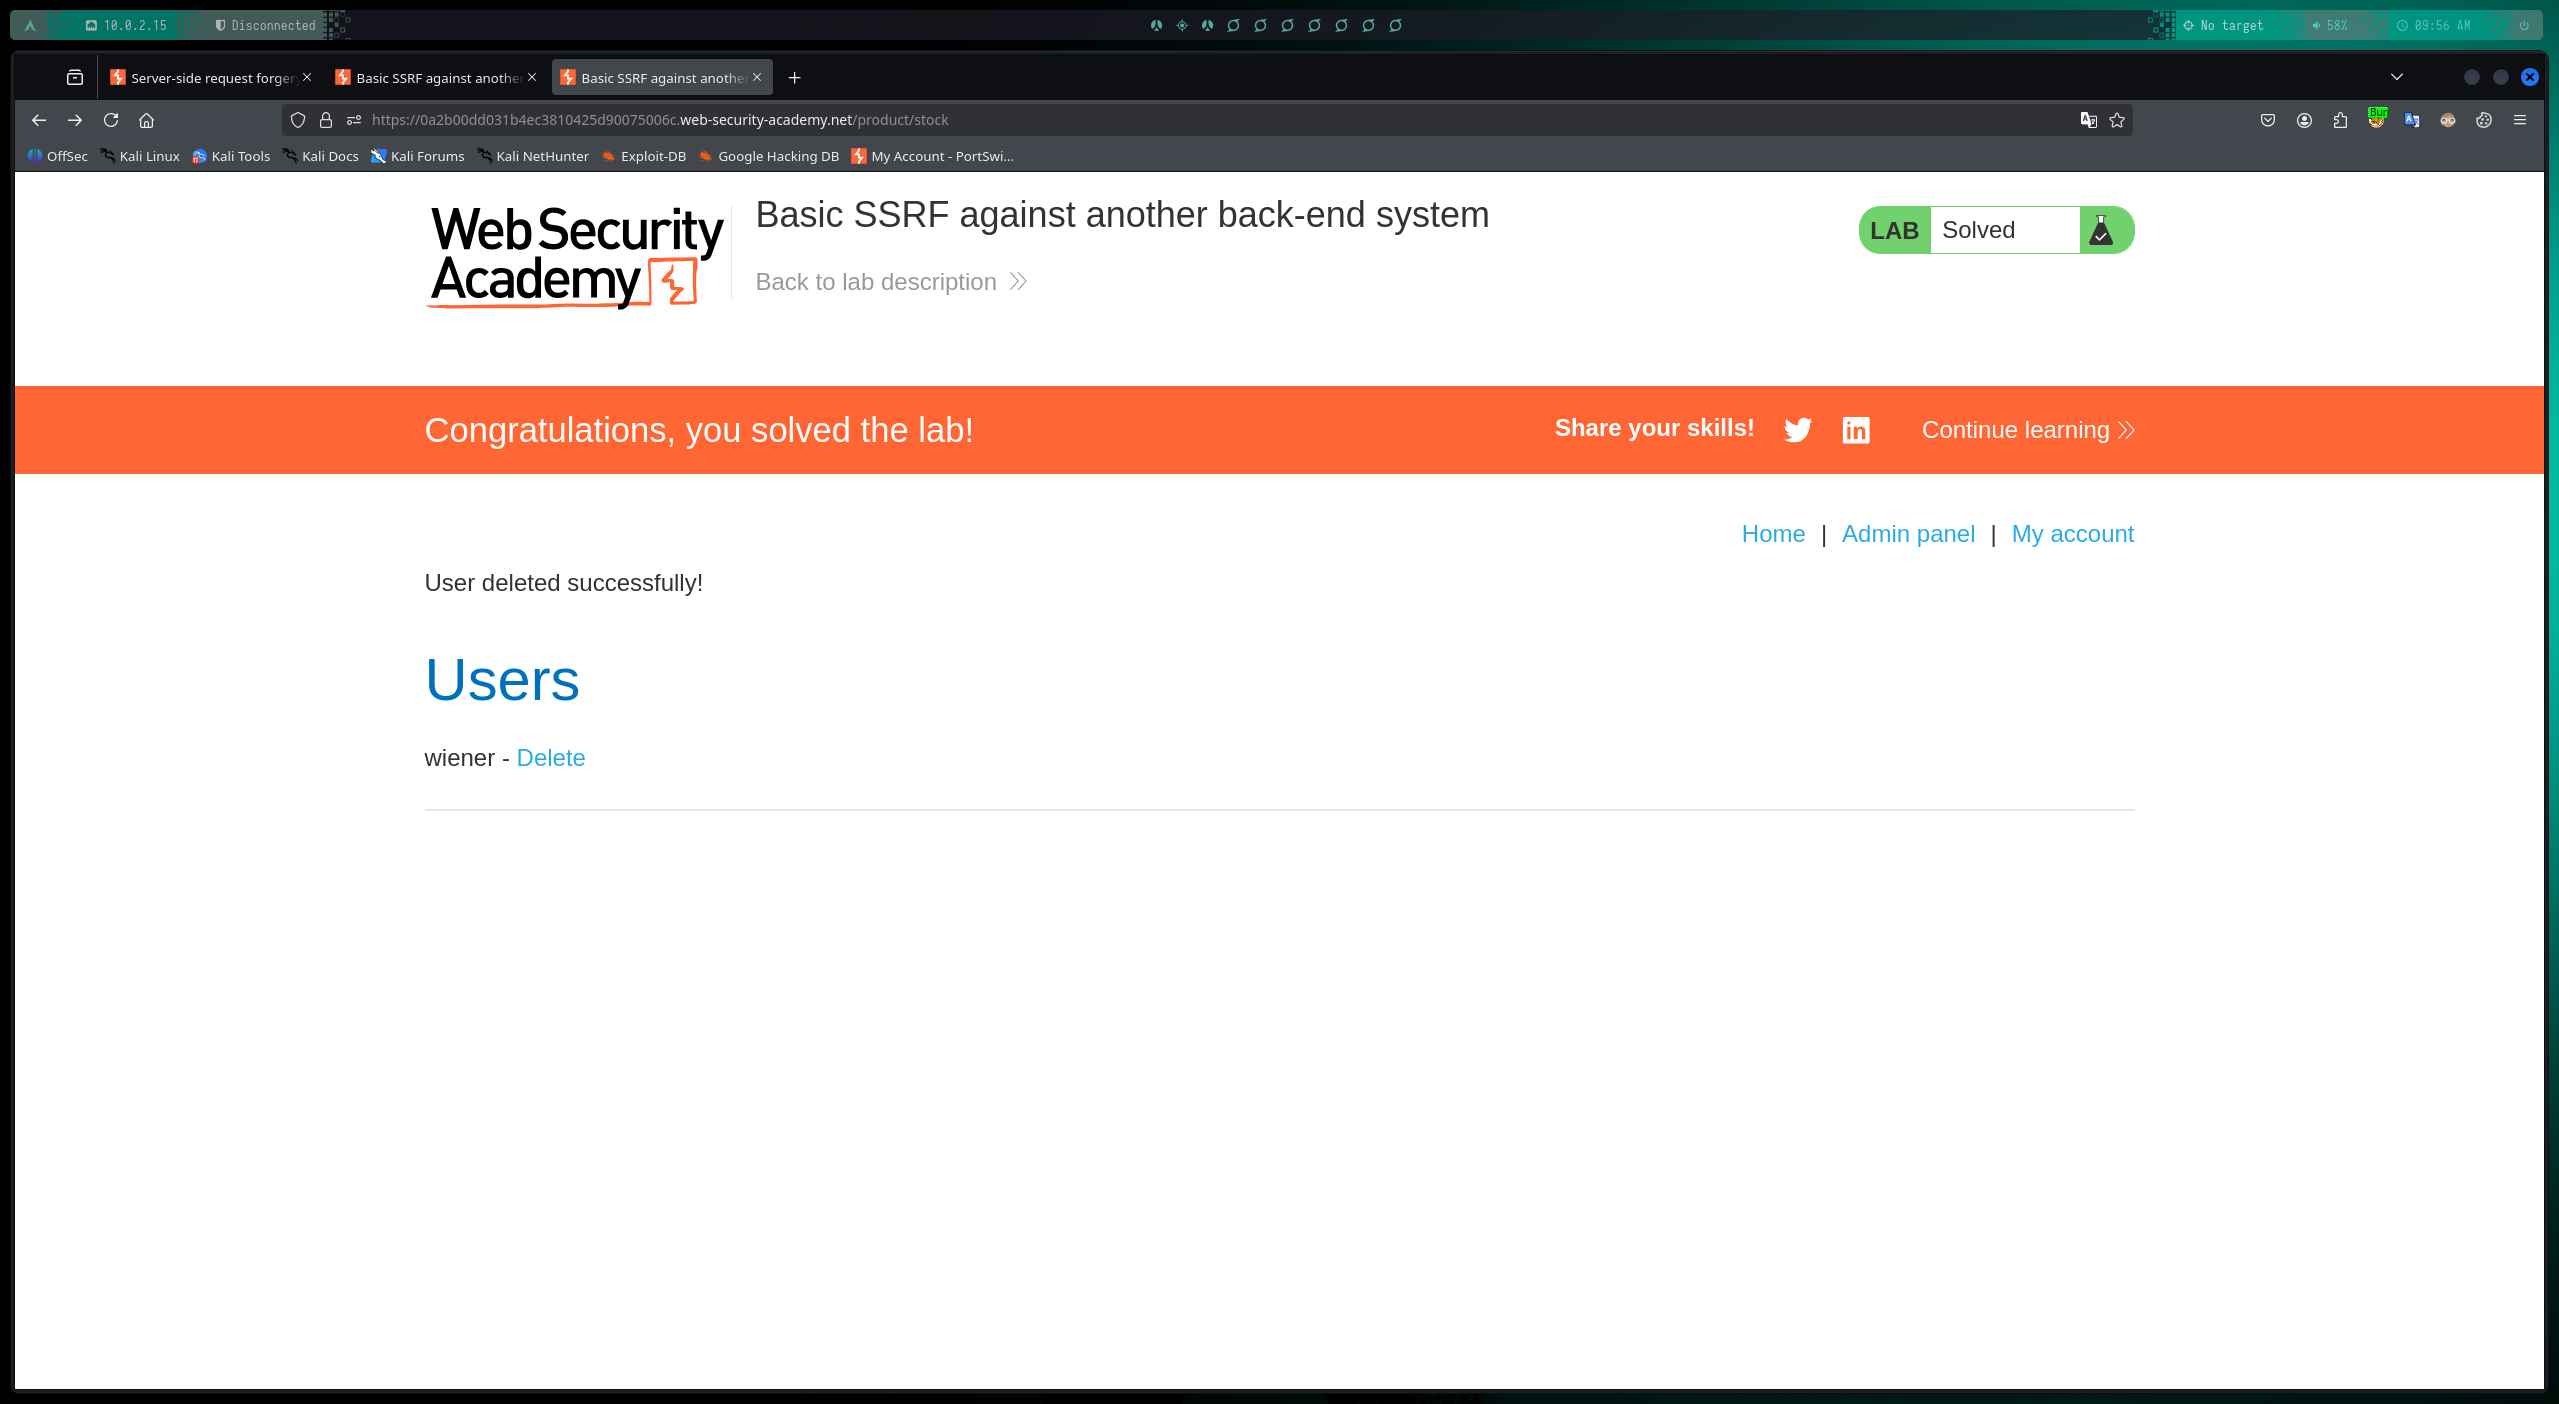 10.0.2.15 Disconnected No target 58% 09:56 AM
Server-side request forger Basic SSRF against another Basic SSRF against another
https://0a2b00dd031b4ec3810425d90075006c.web-security-academy.net/product/stock
Bur
OffSec Kali Linux Kali Tools Kali Docs Kali Forums Kali NetHunter Exploit-DB Google Hacking DB My Account - PortSwi...
Web Security
Academy
Basic SSRF against another back-end system
LAB Solved
Back to lab description
Congratulations, you solved the lab! Share your skills! Continue learning
Home | Admin panel | My account
User deleted successfully!
Users
wiener - Delete